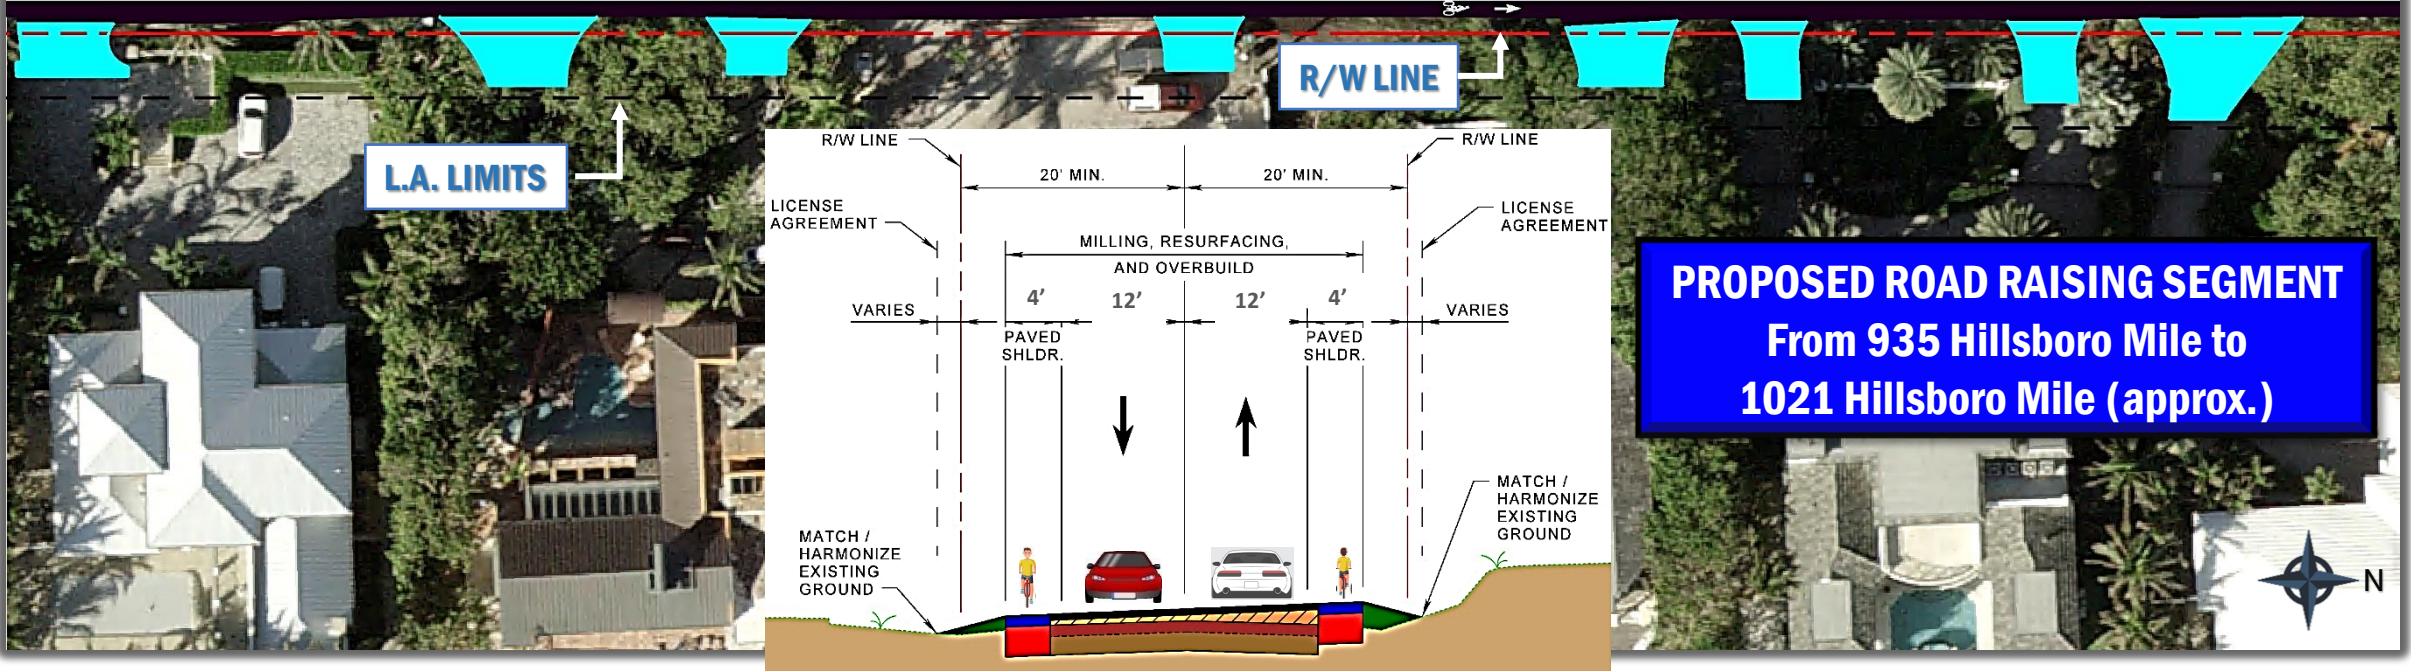 R/W LINE
L.A. LIMITS
R/W LINE
R/W LINE
20' MIN.
20' MIN.
LICENSE
AGREEMENT
LICENSE
AGREEMENT
MILLING, RESURFACING,
AND OVERBUILD
4’
12’
12’
4’
VARIES
VARIES
PAVED
SHLDR.
PAVED
SHLDR.
MATCH /
HARMONIZE
EXISTING
GROUND
MATCH /
HARMONIZE
EXISTING
GROUND
PROPOSED ROAD RAISING SEGMENT
From 935 Hillsboro Mile to
1021 Hillsboro Mile (approx.)
N